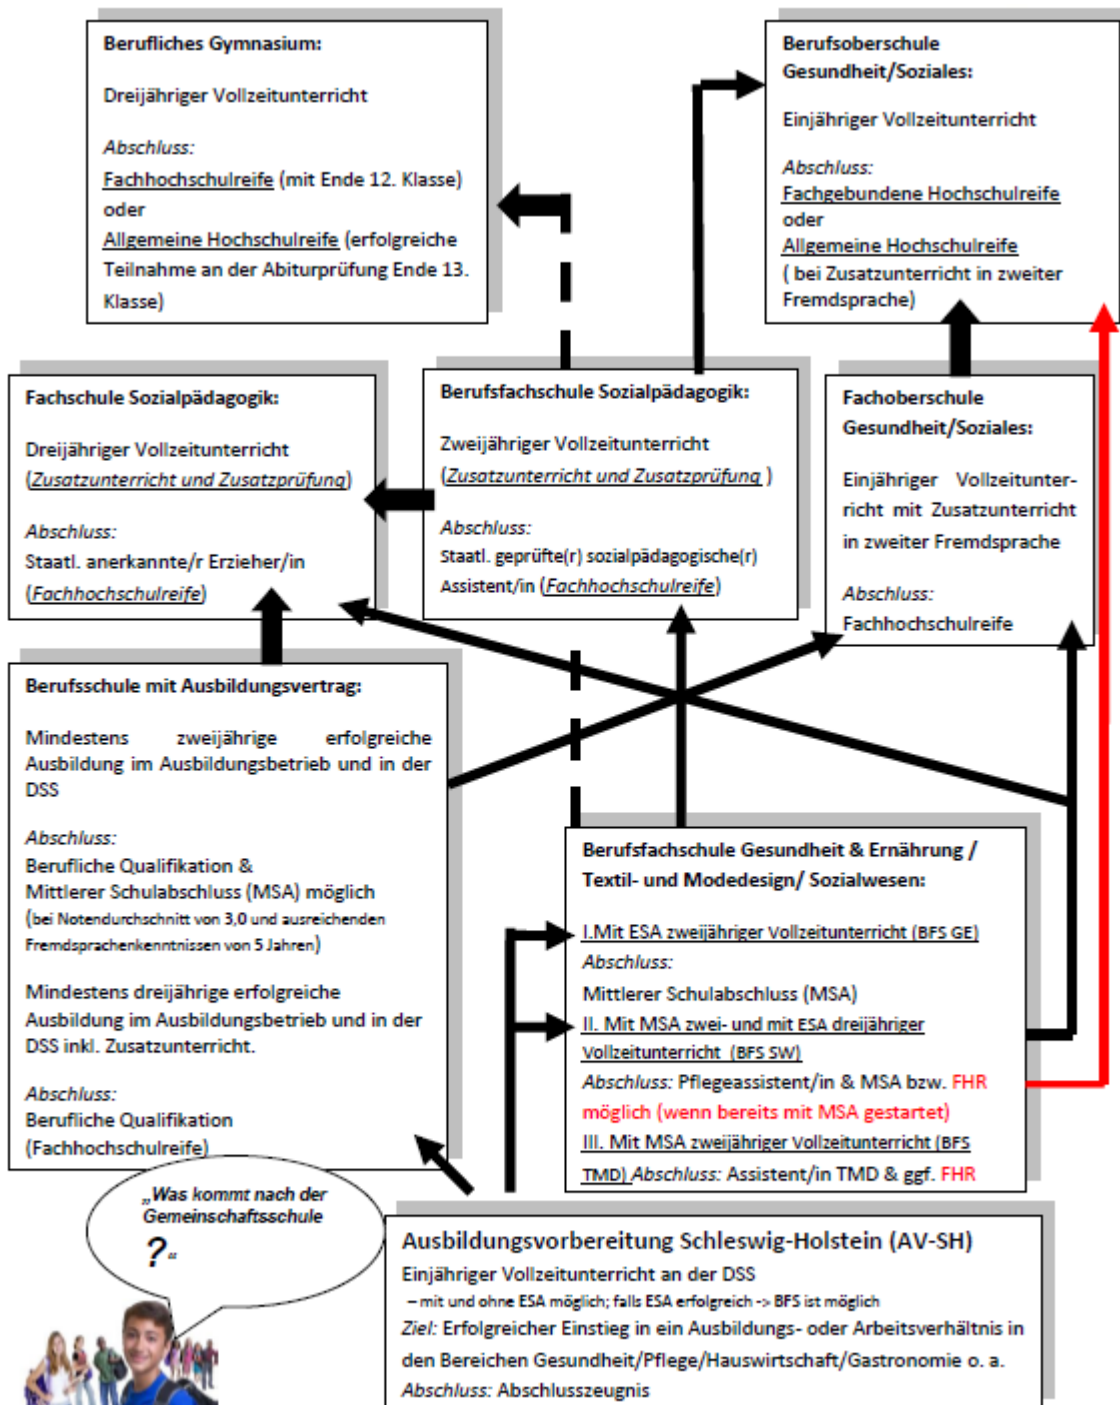 Berufliches Gymnasium:
Dreijähriger Vollzeitunterricht
Abschluss:
Fachhochschulreife (mit Ende 12. Klasse)
oder
Allgemeine Hochschulreife (erfolgreiche
Teilnahme an der Abiturprüfung Ende 13.
Klasse)
Berufsoberschule
Gesundheit/Soziales:
Einjähriger Vollzeitunterricht
Abschluss:
Fachgebundene Hochschulreife
oder
Allgemeine Hochschulreife
( bei Zusatzunterricht in zweiter
Fremdsprache)
Fachschule Sozialpädagogik:
Dreijähriger Vollzeitunterricht
(Zusatzunterricht und Zusatzprüfung)
Abschluss:
Staatl. anerkannte/r Erzieher/in
(Fachhochschulreife)
Berufsfachschule Sozialpädagogik:
Zweijähriger Vollzeitunterricht
(Zusatzunterricht und Zusatzprüfung )
Abschluss:
Staatl. geprüfte(r) sozialpädagogische(r)
Assistent/in (Fachhochschulreife)
Fachoberschule
Gesundheit/Soziales:
Einjähriger Vollzeitunter-
richt mit Zusatzunterricht
in zweiter Fremdsprache
Abschluss:
Fachhochschulreife
Berufsschule mit Ausbildungsvertrag:
Mindestens zweijährige erfolgreiche
Ausbildung im Ausbildungsbetrieb und in der
DSS
Abschluss:
Berufliche Qualifikation &
Mittlerer Schulabschluss (MSA) möglich
(bei Notendurchschnitt von 3,0 und ausreichenden
Fremdsprachenkenntnissen von 5 Jahren)
Mindestens dreijährige erfolgreiche
Ausbildung im Ausbildungsbetrieb und in der
DSS inkl. Zusatzunterricht.
Abschluss:
Berufliche Qualifikation
(Fachhochschulreife)
Berufsfachschule Gesundheit & Ernährung /
Textil- und Modedesign/ Sozialwesen:
I.Mit ESA zweijähriger Vollzeitunterricht (BFS GE)
Abschluss:
Mittlerer Schulabschluss (MSA)
II. Mit MSA zwei- und mit ESA dreijähriger
Vollzeitunterricht (BFS SW)
Abschluss: Pflegeassistent/in & MSA bzw. FHR
möglich (wenn bereits mit MSA gestartet)
III. Mit MSA zweijähriger Vollzeitunterricht (BFS
TMD) Abschluss: Assistent/in TMD & ggf. FHR
„Was kommt nach der
Gemeinschaftsschule
?“
Ausbildungsvorbereitung Schleswig-Holstein (AV-SH)
Einjähriger Vollzeitunterricht an der DSS
– mit und ohne ESA möglich; falls ESA erfolgreich -> BFS ist möglich
Ziel: Erfolgreicher Einstieg in ein Ausbildungs- oder Arbeitsverhältnis in
den Bereichen Gesundheit/Pflege/Hauswirtschaft/Gastronomie o. a.
Abschluss: Abschlusszeugnis